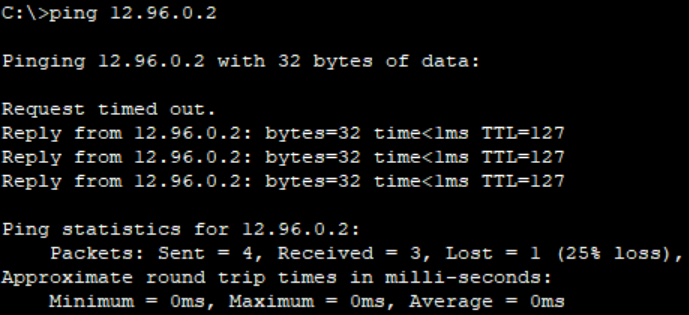 C:\>ping 12.96.0.2
Pinging 12.96.0.2 with 32 bytes of data:
Request timed out.
Reply from 12.96.0.2: bytes=32 time<1ms TTL=127
Reply from 12.96.0.2: bytes=32 time<1ms TTL=127
Reply from 12.96.0.2: bytes=32 time<1ms TTL=127
Ping statistics for 12.96.0.2:
Packets: Sent = 4, Received = 3, Lost = 1 (25% loss),
Approximate round trip times in milli-seconds:
Minimum = 0ms, Maximum = 0ms, Average = 0ms